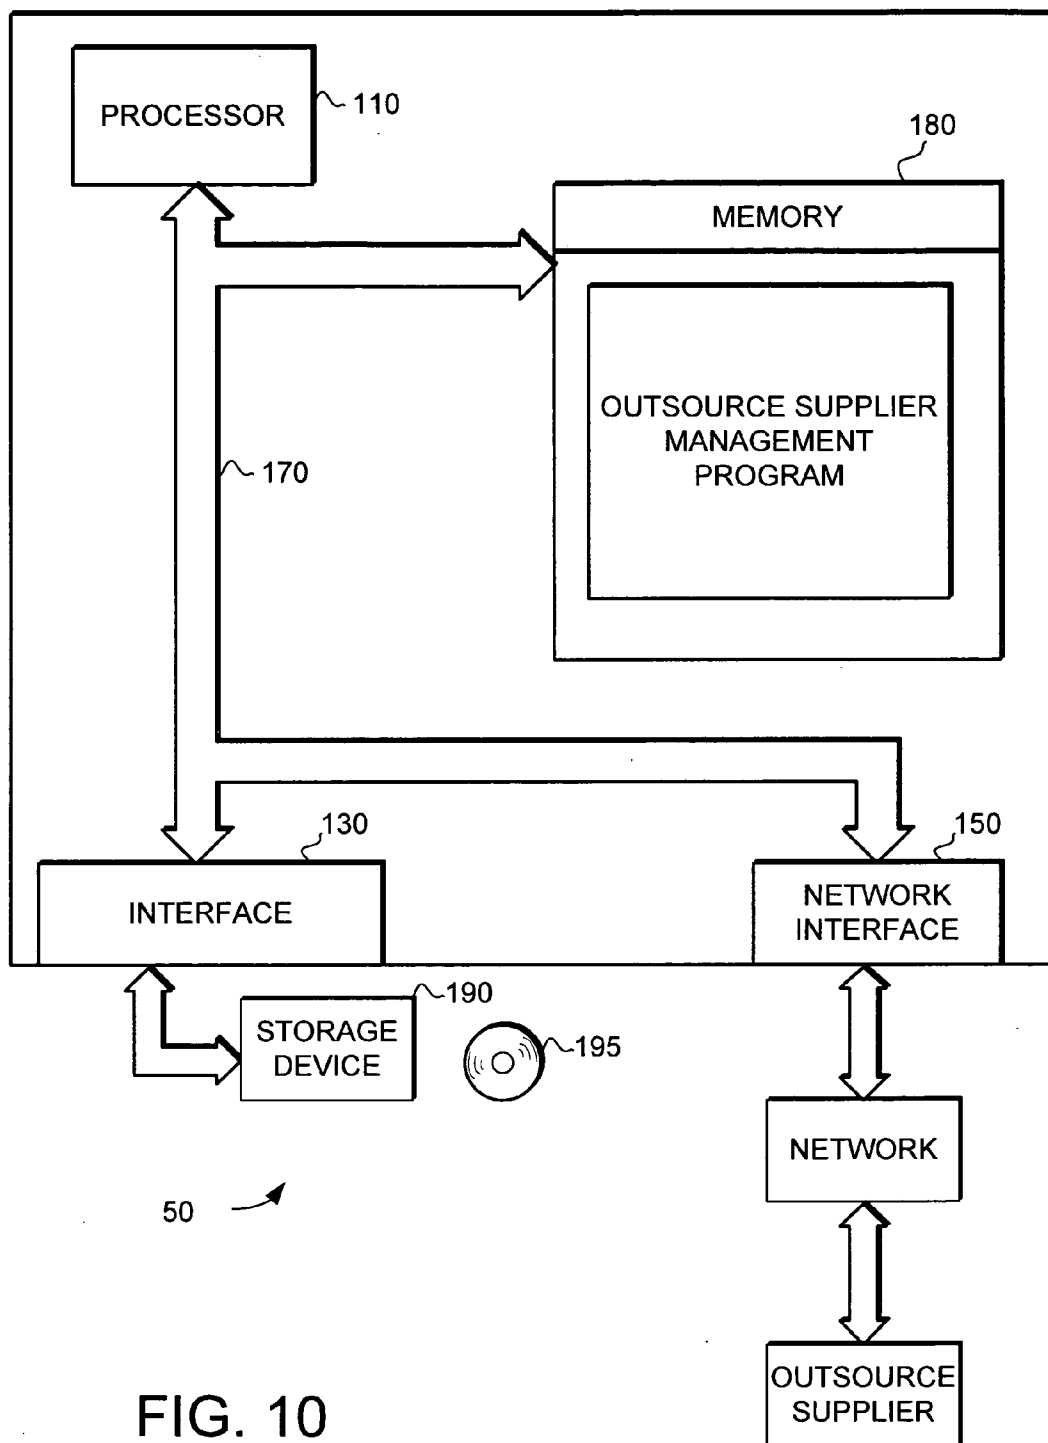 PROCESSOR
110
180
MEMORY
OUTSOURCE SUPPLIER
MANAGEMENT
PROGRAM
170
130
150
INTERFACE
NETWORK
INTERFACE
190
STORAGE
DEVICE
195
NETWORK
50
OUTSOURCE
SUPPLIER
FIG. 10